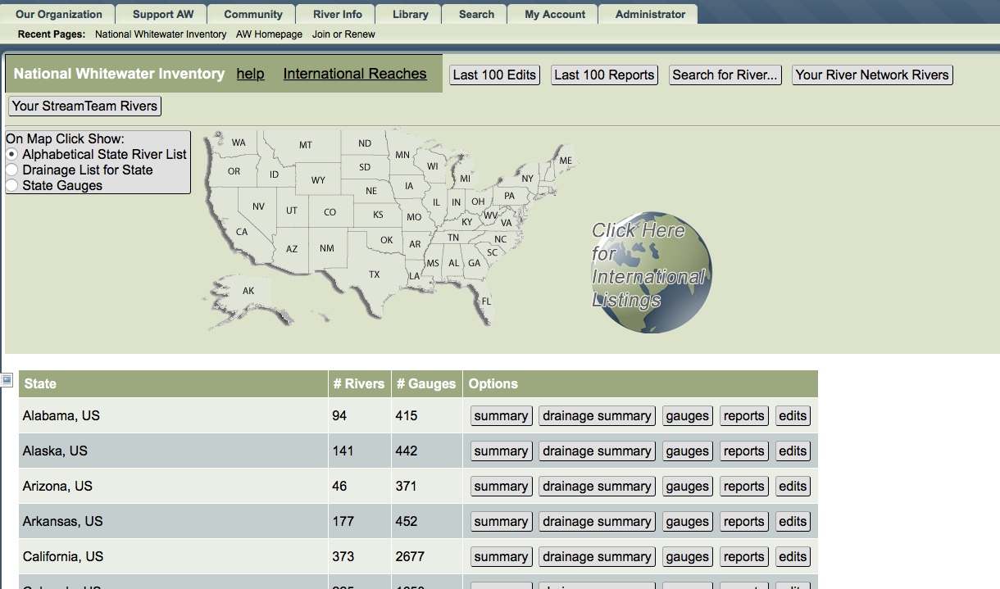 Our Organization Support AW Community River Info Library Search My Account Administrator
Recent Pages: National Whitewater Inventory AW Homepage Join or Renew
National Whitewater Inventory help International Reaches Last 100 Edits Last 100 Reports Search for River... Your River Network Rivers
Your StreamTeam Rivers
On Map Click Show:
Alphabetical State River List
Drainage List for State
State Gauges
WA MT ND MN ME
OR ID WY SD WI MI NY
NV UT CO NE IA IL IN OH PA
CA KS MO KY WV VA
AZ NM OK AR TN NC
TX LA MS AL GA SC
AK FL
Click Here
for
International
Listings
State # Rivers # Gauges Options
Alabama, US 94 415 summary drainage summary gauges reports edits
Alaska, US 141 442 summary drainage summary gauges reports edits
Arizona, US 46 371 summary drainage summary gauges reports edits
Arkansas, US 177 452 summary drainage summary gauges reports edits
California, US 373 2677 summary drainage summary gauges reports edits